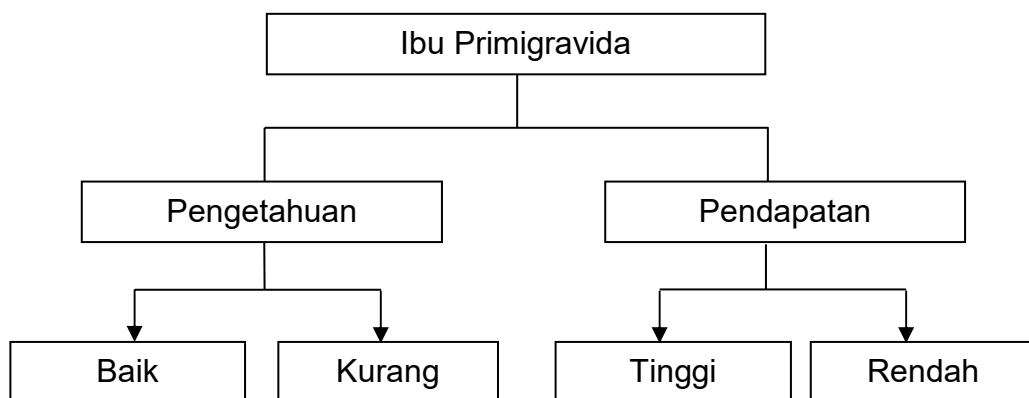 Ibu Primigravida
Pengetahuan
Pendapatan
Baik
Kurang
Tinggi
Rendah